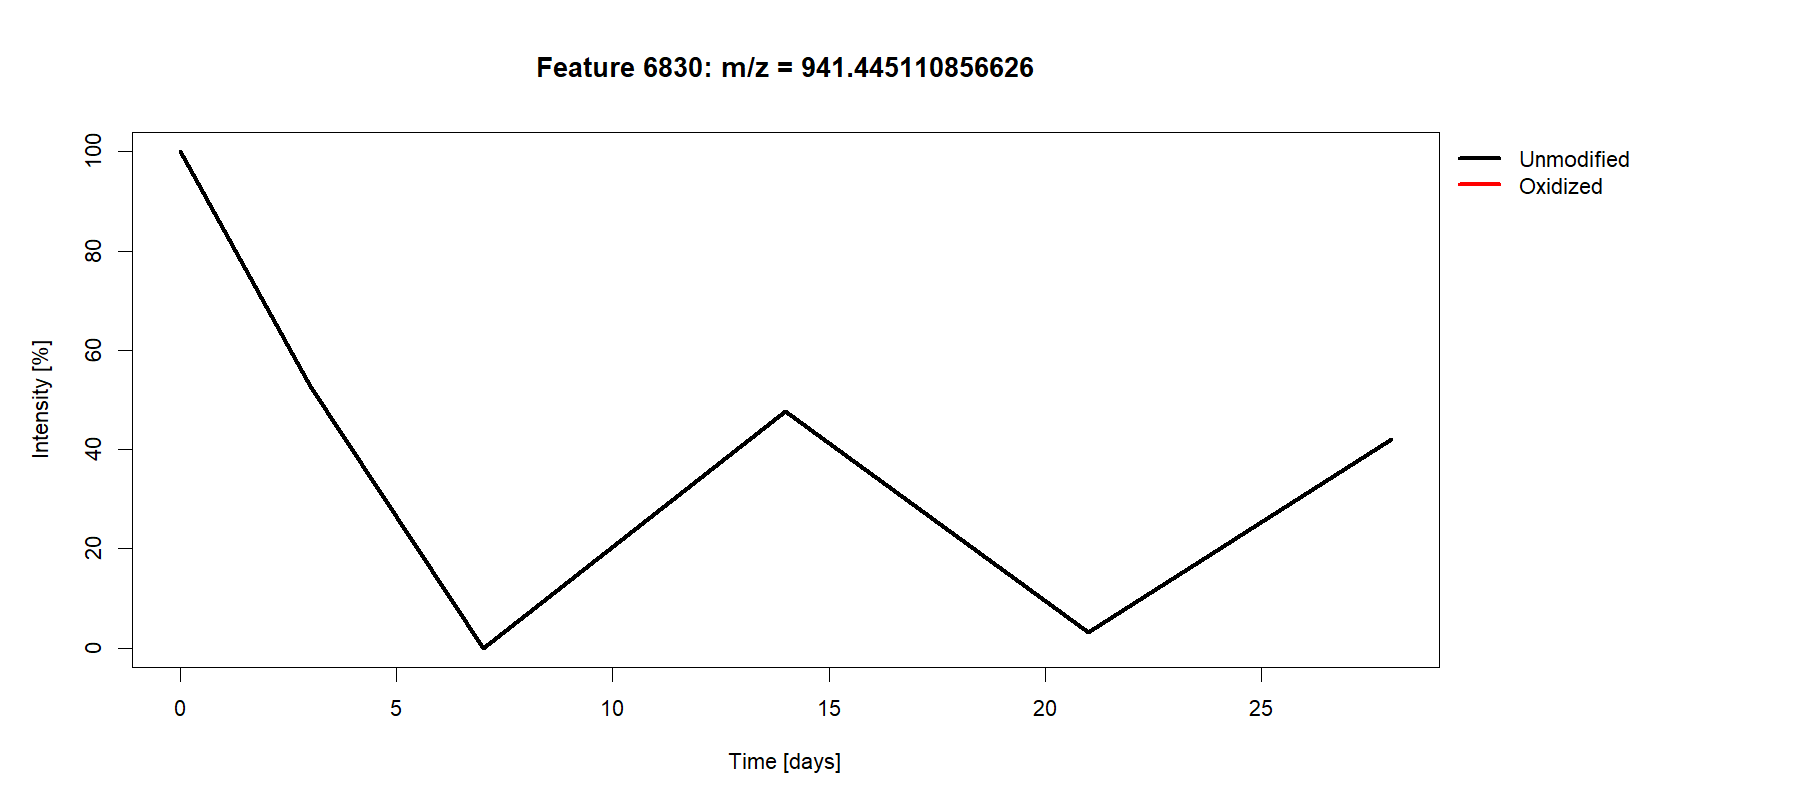 Feature 6830: m/z = 941.445110856626
Unmodified
Oxidized
Intensity [%]
100
80
60
40
20
0
0 5 10 15 20 25
Time [days]